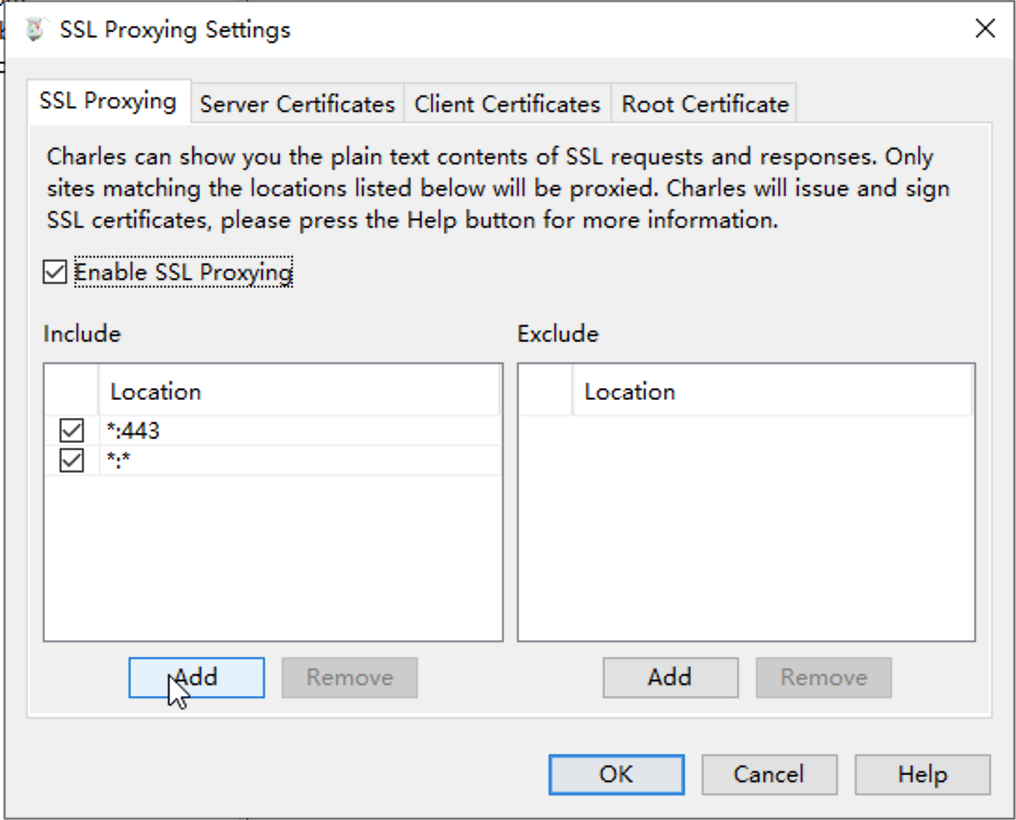 SSL Proxying Settings
SSL Proxying Server Certificates Client Certificates Root Certificate
Charles can show you the plain text contents of SSL requests and responses. Only
sites matching the locations listed below will be proxied. Charles will issue and sign
SSL certificates, please press the Help button for more information.
Enable SSL Proxying
Include
Exclude
Location
Location
*:443
*:*
Add Remove
Add Remove
OK Cancel Help